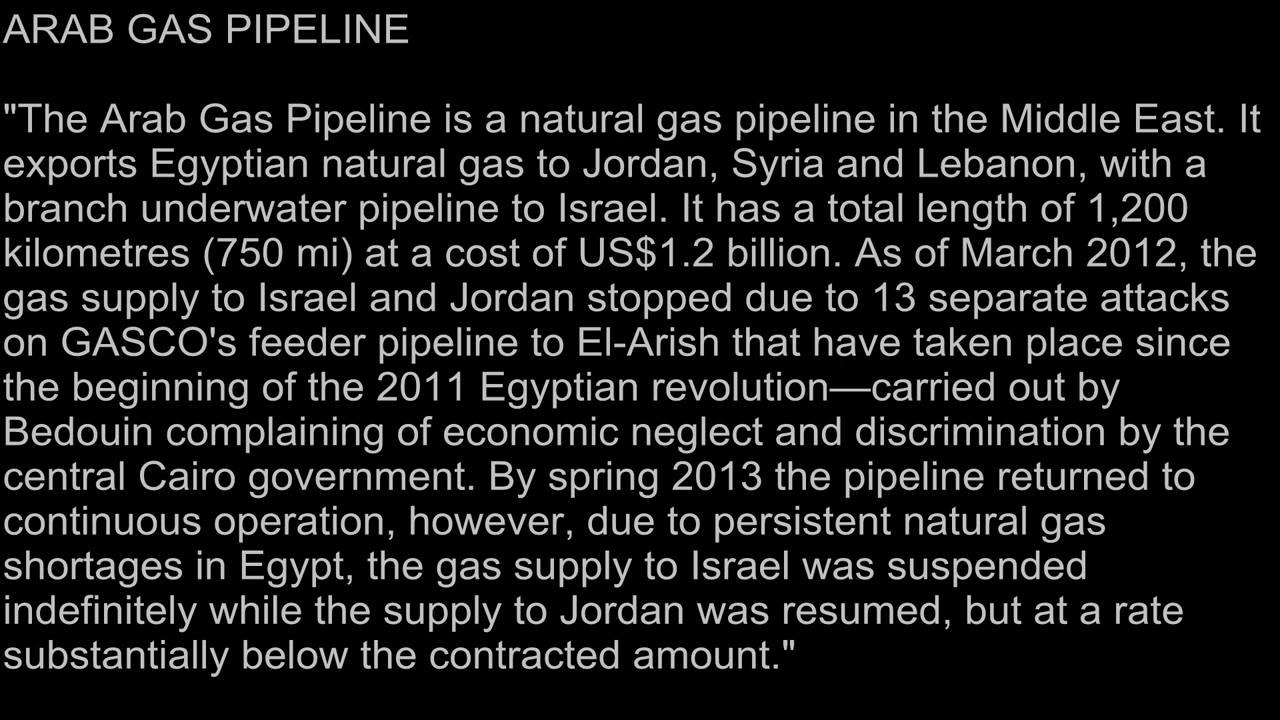 ARAB GAS PIPELINE
"The Arab Gas Pipeline is a natural gas pipeline in the Middle East. It
exports Egyptian natural gas to Jordan, Syria and Lebanon, with a
branch underwater pipeline to Israel. It has a total length of 1,200
kilometres (750 mi) at a cost of US$1.2 billion. As of March 2012, the
gas supply to Israel and Jordan stopped due to 13 separate attacks
on GASCO's feeder pipeline to El-Arish that have taken place since
the beginning of the 2011 Egyptian revolution—carried out by
Bedouin complaining of economic neglect and discrimination by the
central Cairo government. By spring 2013 the pipeline returned to
continuous operation, however, due to persistent natural gas
shortages in Egypt, the gas supply to Israel was suspended
indefinitely while the supply to Jordan was resumed, but at a rate
substantially below the contracted amount."